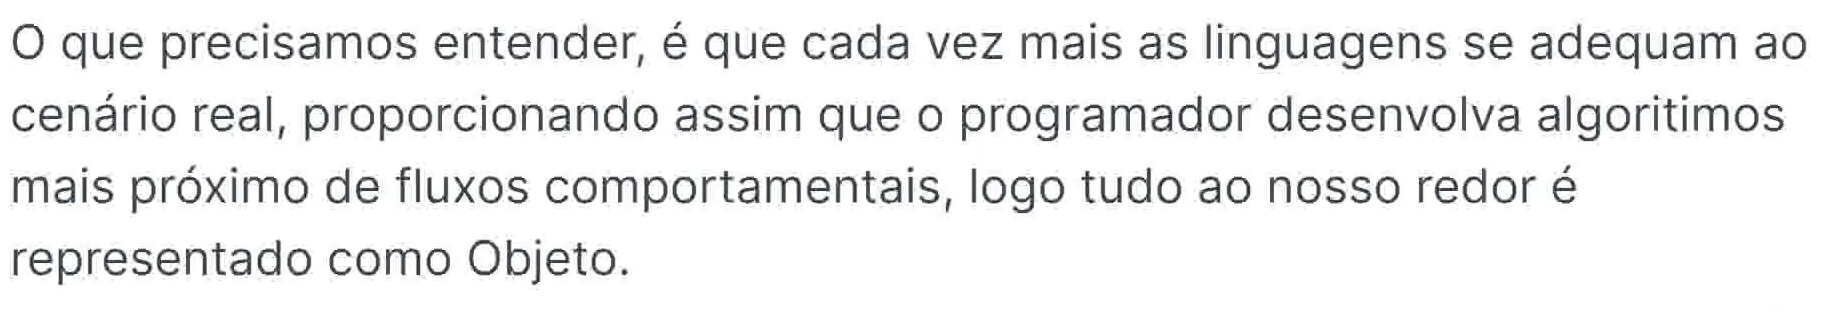 O que precisamos entender, é que cada vez mais as linguagens se adequam ao
cenário real, proporcionando assim que o programador desenvolva algoritimos
mais próximo de fluxos comportamentais, logo tudo ao nosso redor é
representado como Objeto.